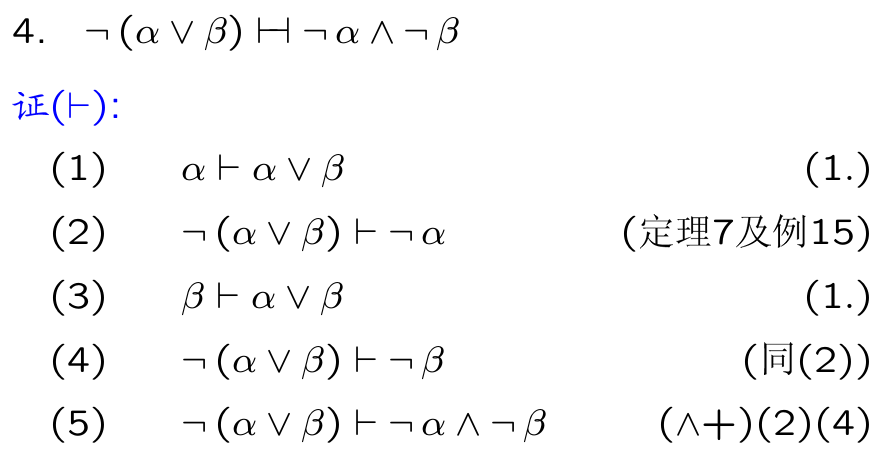 4. ¬(α∨β) ⊢⊣ ¬α∧¬β
证(⊢):
(1) α ⊢ α∨β (1.)
(2) ¬(α∨β) ⊢ ¬α (定理7及例15)
(3) β ⊢ α∨β (1.)
(4) ¬(α∨β) ⊢ ¬β (同(2))
(5) ¬(α∨β) ⊢ ¬α∧¬β (∧+)(2)(4)